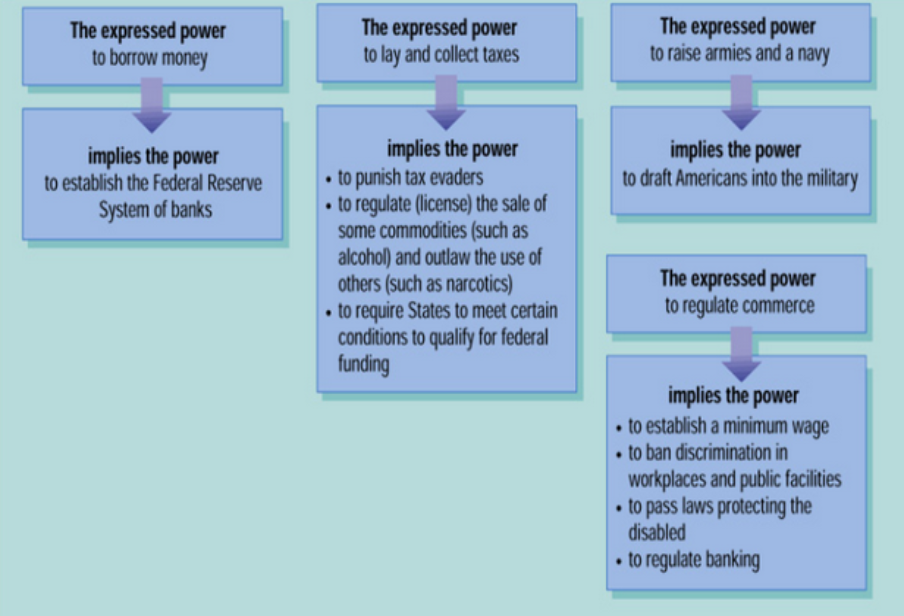 The expressed power
to borrow money
implies the power
to establish the Federal Reserve
System of banks
The expressed power
to lay and collect taxes
implies the power
• to punish tax evaders
• to regulate (license) the sale of
some commodities (such as
alcohol) and outlaw the use of
others (such as narcotics)
• to require States to meet certain
conditions to qualify for federal
funding
The expressed power
to raise armies and a navy
implies the power
to draft Americans into the military
The expressed power
to regulate commerce
implies the power
• to establish a minimum wage
• to ban discrimination in
workplaces and public facilities
• to pass laws protecting the
disabled
• to regulate banking